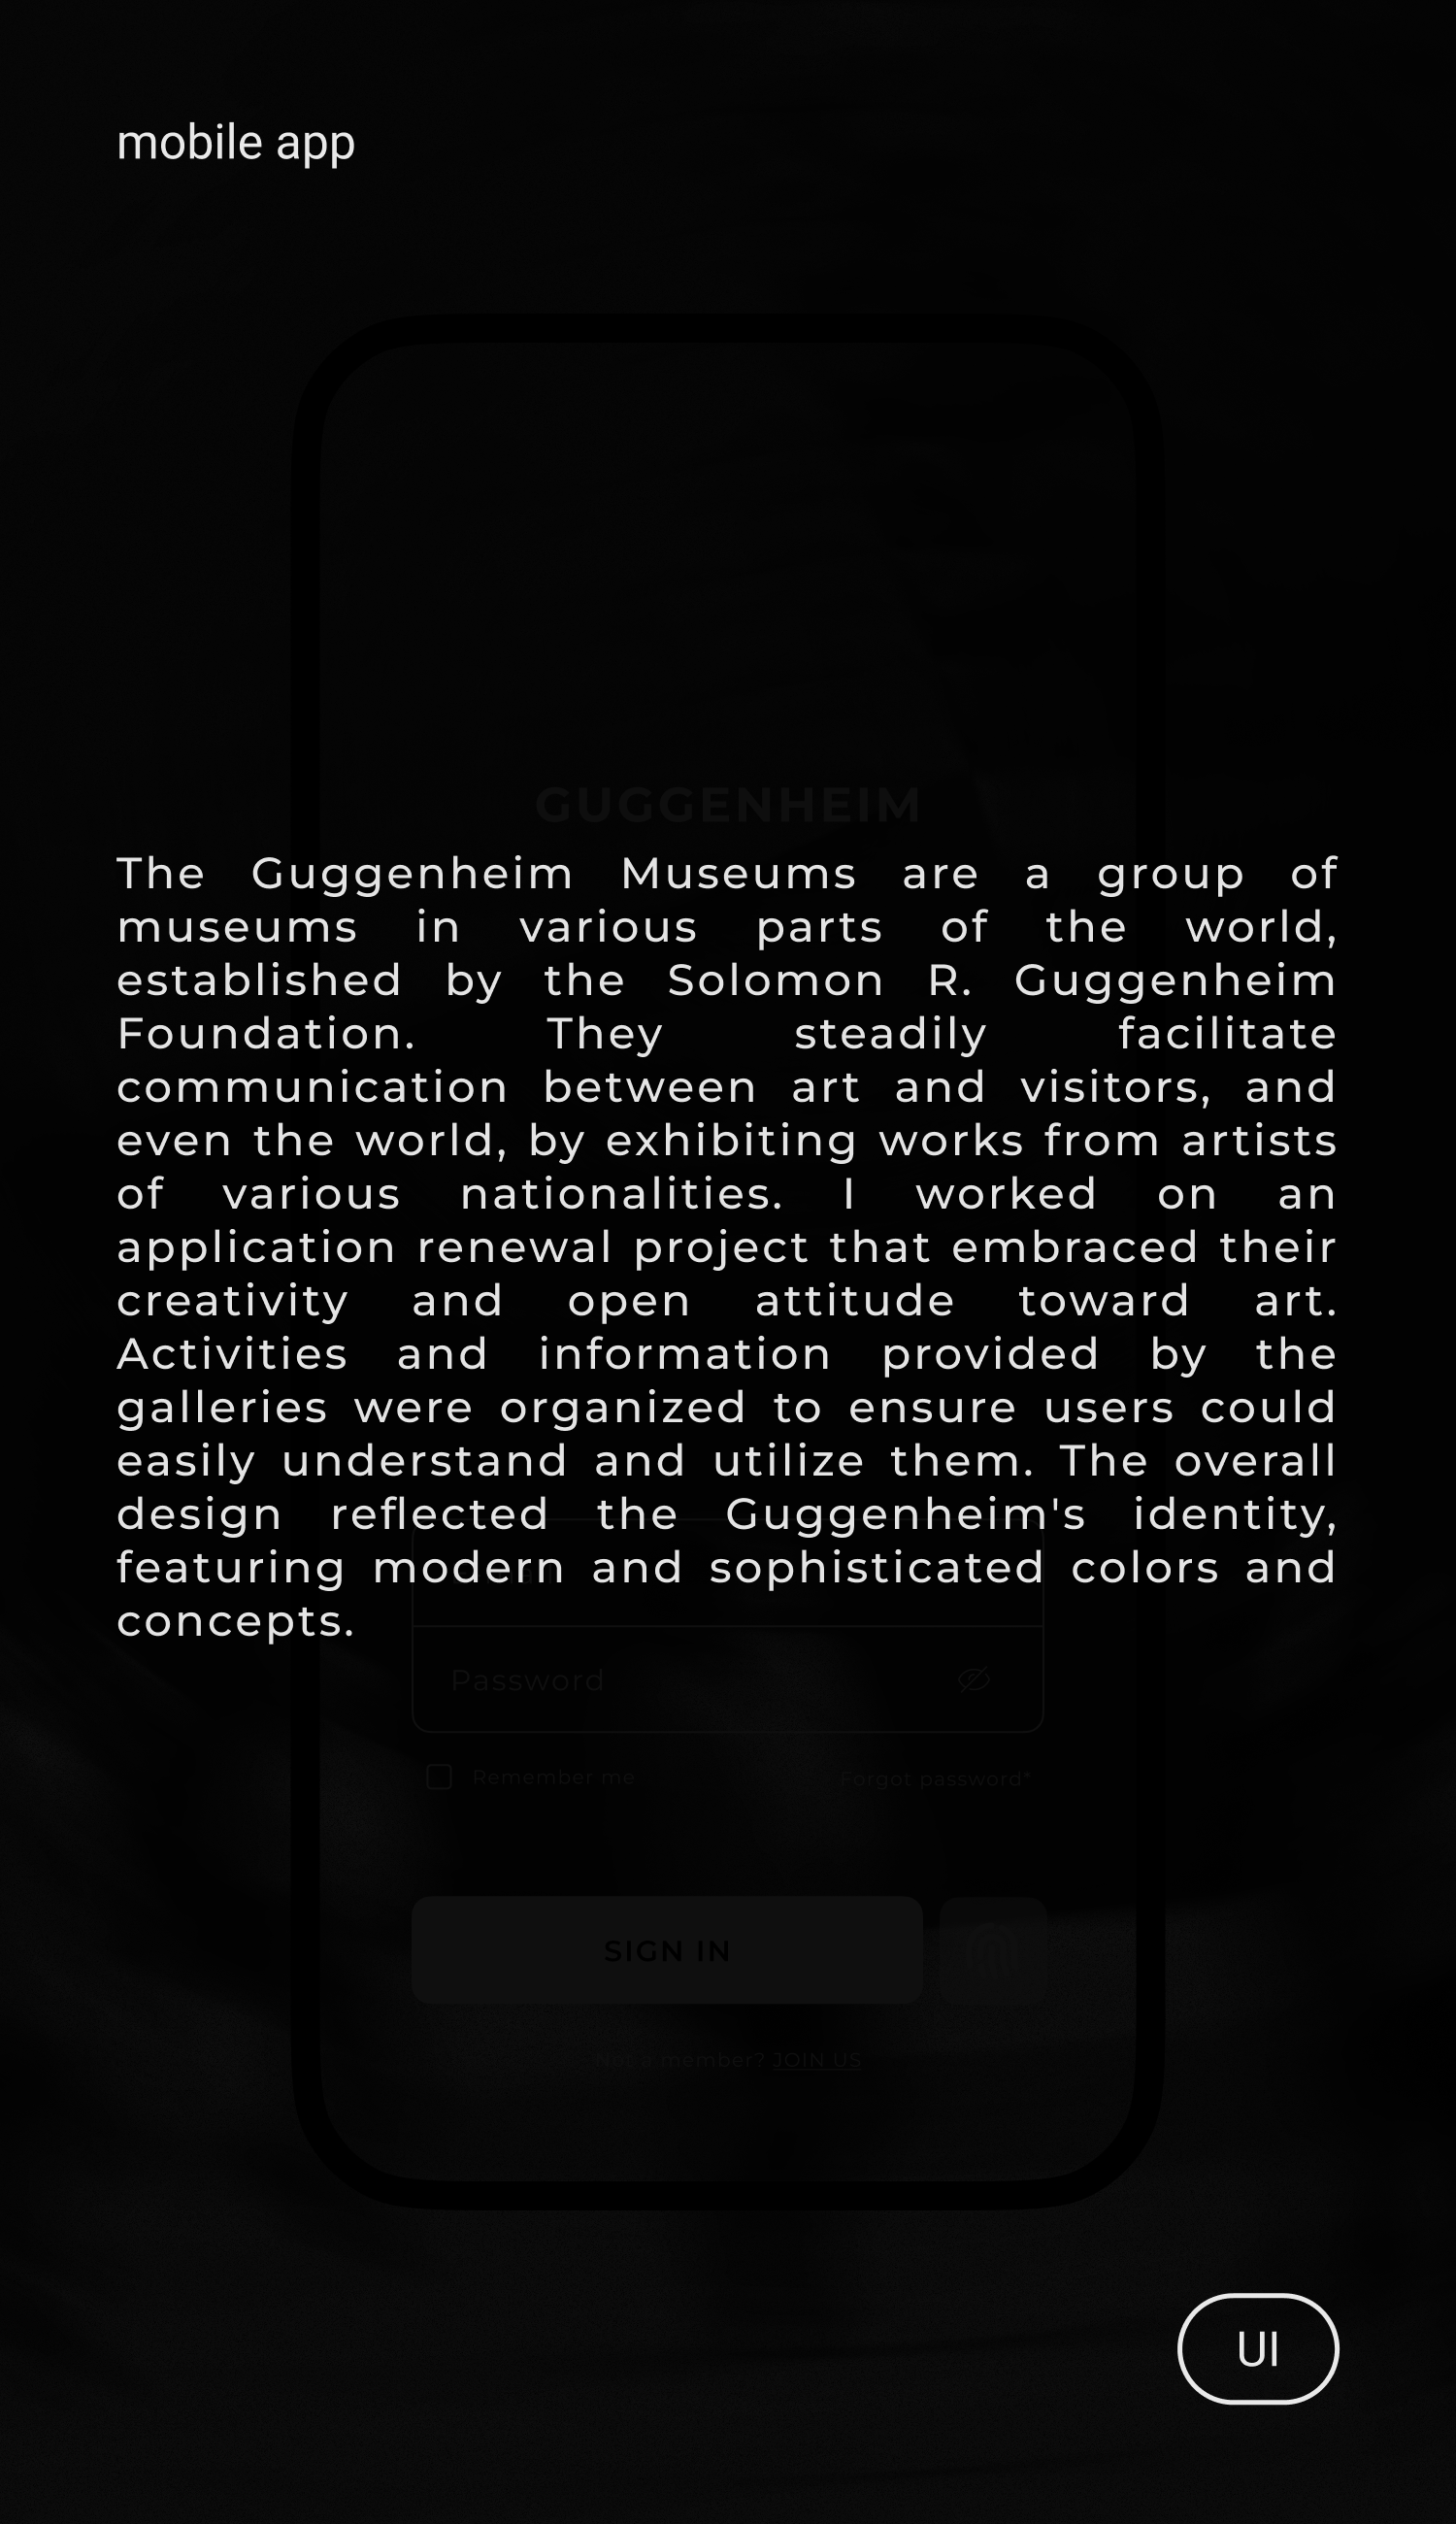 mobile app
GUGGENHEIM
The Guggenheim Museums are a group of
museums in various parts of the world,
established by the Solomon R. Guggenheim
Foundation. They steadily facilitate
communication between art and visitors, and
even the world, by exhibiting works from artists
of various nationalities. I worked on an
application renewal project that embraced their
creativity and open attitude toward art.
Activities and information provided by the
galleries were organized to ensure users could
easily understand and utilize them. The overall
design reflected the Guggenheim's identity,
featuring modern and sophisticated colors and
concepts.
Password
Remember me
Forgot password*
SIGN IN
Not a member? JOIN US
UI